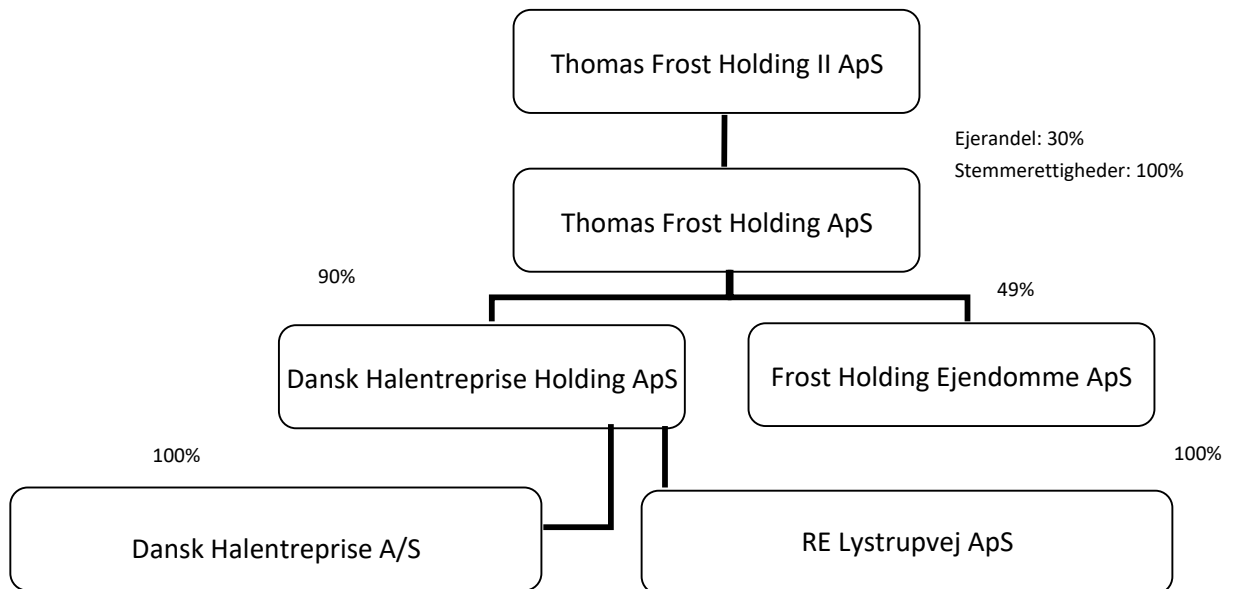 Thomas Frost Holding II ApS
Ejerandel: 30%
Stemmerettigheder: 100%
Thomas Frost Holding ApS
90%
49%
Dansk Halentreprise Holding ApS
Frost Holding Ejendomme ApS
100%
100%
Dansk Halentreprise A/S
RE Lystrupvej ApS